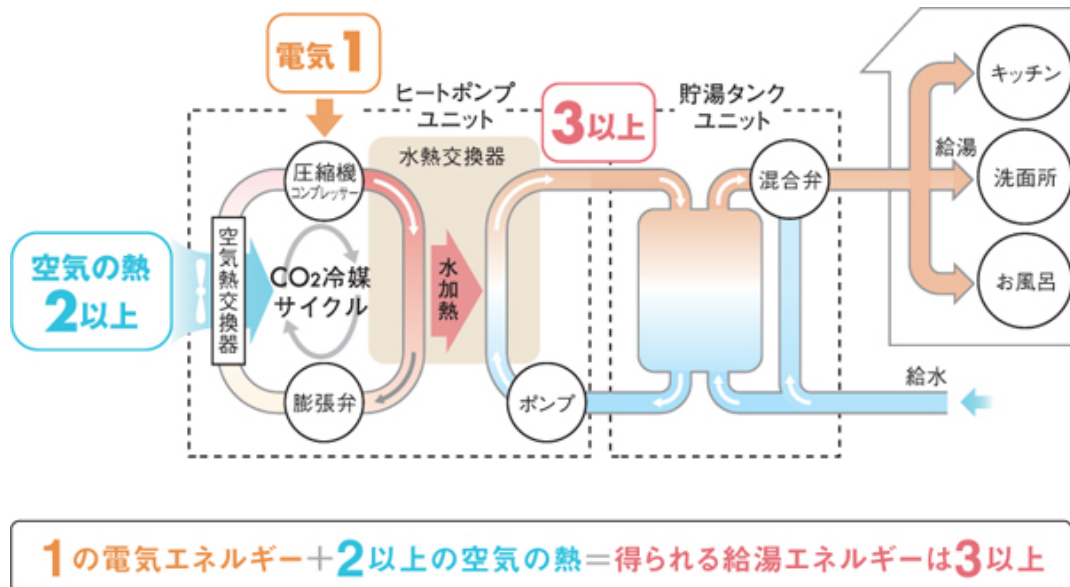 電気1
ヒートポンプ
ユニット
3以上
貯湯タンク
ユニット
キッチン
水熱交換器
圧縮機
コンプレッサー
混合弁
給湯
洗面所
空気の熱
2以上
空気熱交換器
CO2冷媒
サイクル
水加熱
お風呂
膨張弁
ポンプ
給水
1の電気エネルギー+2以上の空気の熱=得られる給湯エネルギーは3以上